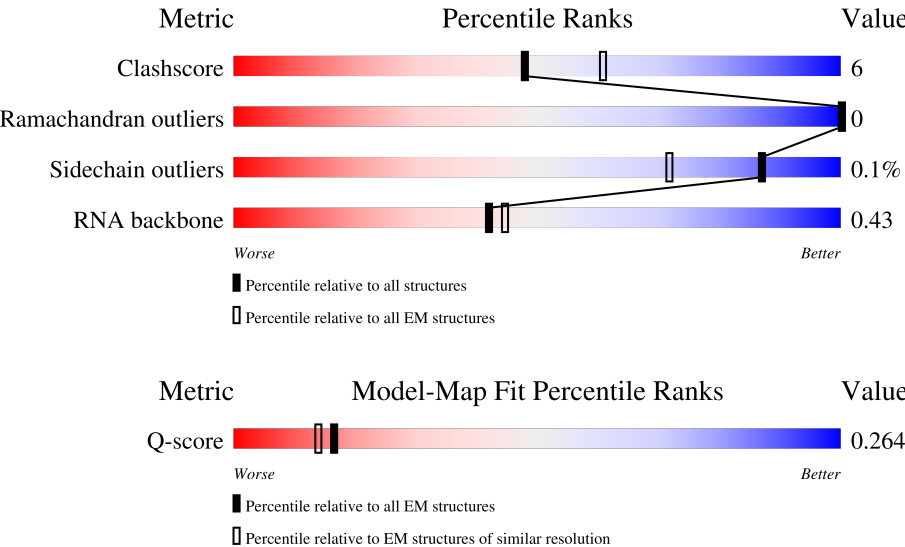 Metric Percentile Ranks Value
Clashscore 6
Ramachandran outliers 0
Sidechain outliers 0.1%
RNA backbone 0.43
Worse Better
Percentile relative to all structures
Percentile relative to all EM structures
Metric Model-Map Fit Percentile Ranks Value
Q-score 0.264
Worse Better
Percentile relative to all EM structures
Percentile relative to EM structures of similar resolution